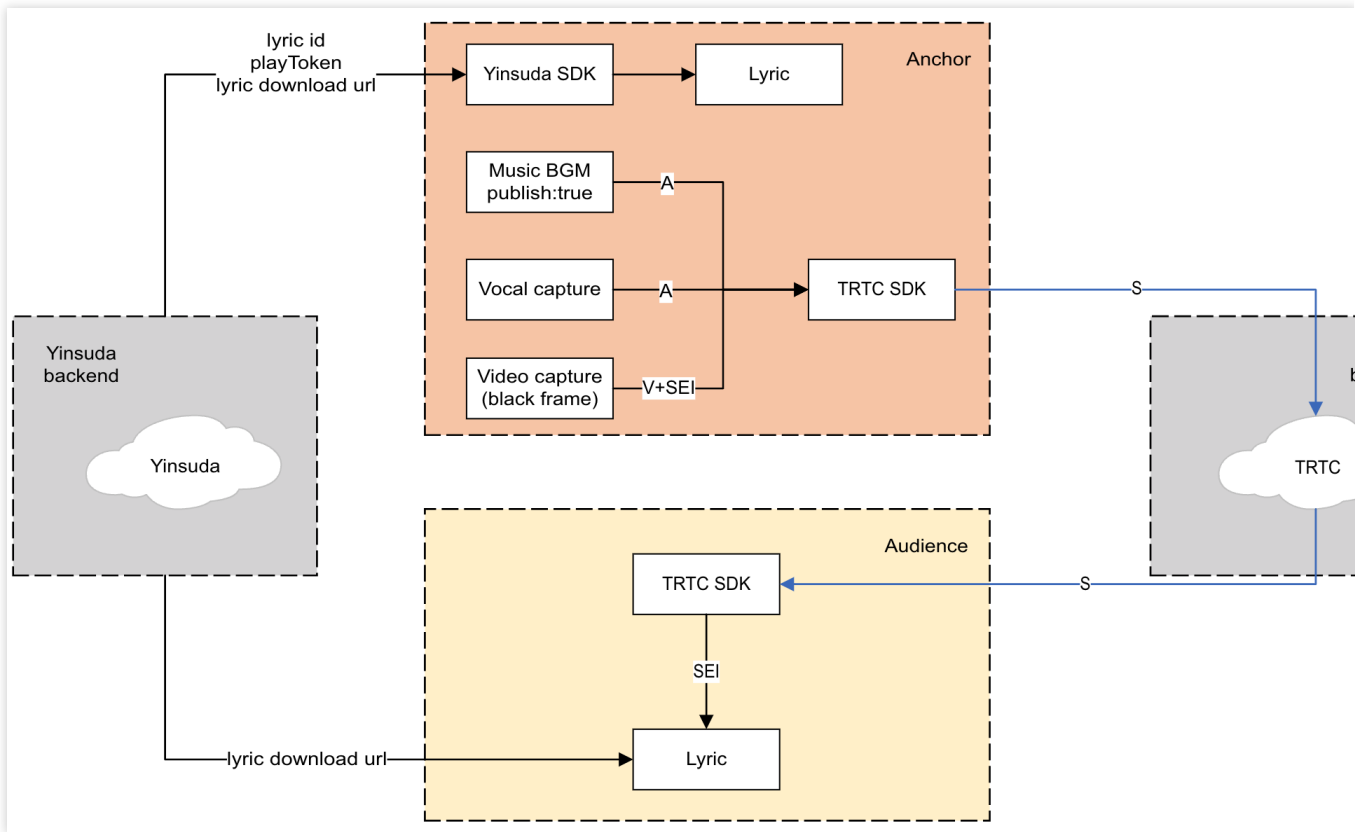 lyric id
playToken
lyric download url
Anchor
Yinsuda SDK
Lyric
Music BGM
publish:true
A
Vocal capture
A
TRTC SDK
S
Video capture
(black frame)
V+SEI
Yinsuda
backend
Yinsuda
b
TRTC
Audience
TRTC SDK
S
SEI
lyric download url
Lyric